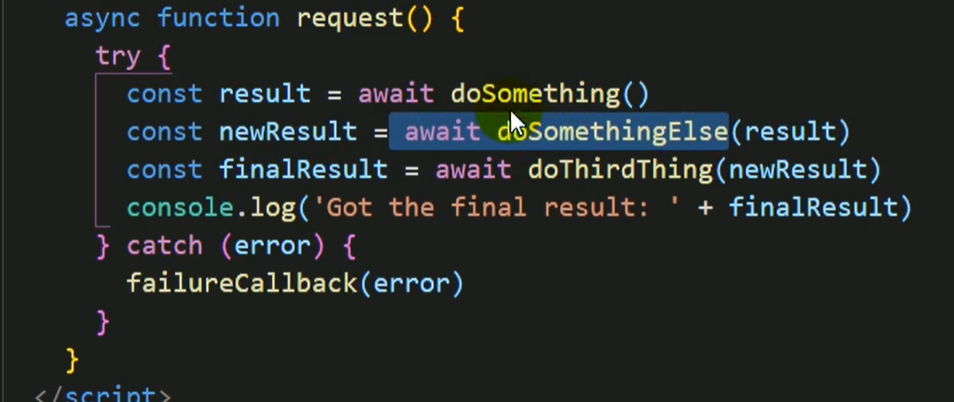 async function request() {
try {
const result = await doSomething()
const newResult = await doSomethingElse(result)
const finalResult = await doThirdThing(newResult)
console.log('Got the final result: ' + finalResult)
} catch (error) {
failureCallback(error)
}
}
</script>